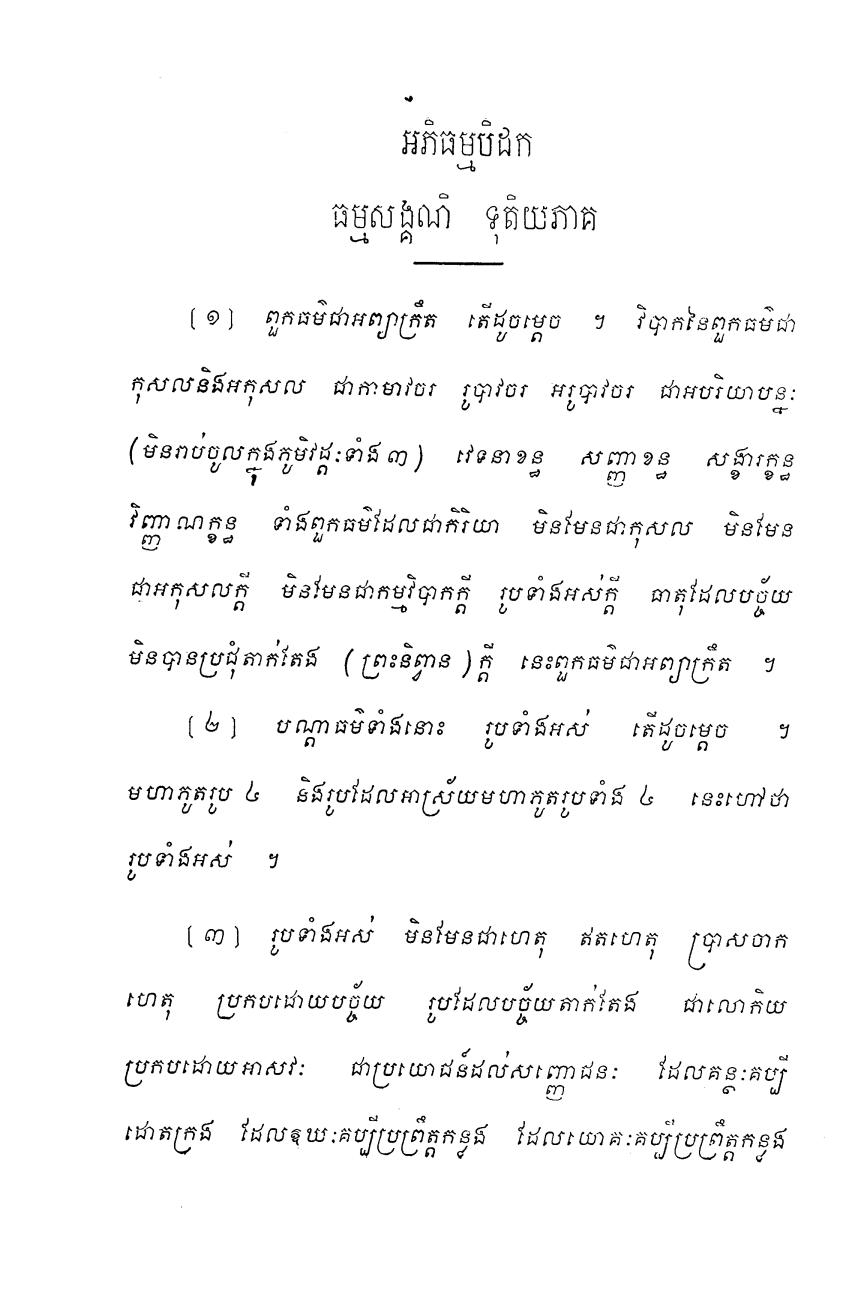 អភិធម្មបិដក
ធម្មសង្គណិ ទុតិយភាគ
[១] ពួកធម៌ជាអព្យាក្រឹត តើដូចម្តេច ។ វិបាកនៃពួកធម៌ជា
កុសលនិងអកុសល ជាកាមាវចរ រូបាវចរ អរូបាវចរ ជាអបរិយាបន្នៈ
(មិនរាប់ចូលក្នុងភូមិវដ្តៈទាំង ៣) វេទនាខន្ធ សញ្ញាខន្ធ សង្ខារក្ខន្ធ
វិញ្ញាណក្ខន្ធ ទាំងពួកធម៌ដែលជាកិរិយា មិនមែនជាកុសល មិនមែន
ជាអកុសលក្តី មិនមែនជាកម្មវិបាកក្តី រូបទាំងអស់ក្តី ធាតុដែលបច្ច័យ
មិនបានប្រជុំតាក់តែង (ព្រះនិព្វាន) ក្តី នេះពួកធម៌ជាអព្យាក្រឹត ។
[២] បណ្តាធម៌ទាំងនោះ រូបទាំងអស់ តើដូចម្តេច ។
មហាភូតរូប ៤ និងរូបដែលអាស្រ័យមហាភូតរូបទាំង ៤ នេះហៅថា
រូបទាំងអស់ ។
[៣] រូបទាំងអស់ មិនមែនជាហេតុ ឥតហេតុ ប្រាសចាក
ហេតុ ប្រកបដោយបច្ច័យ រូបដែលបច្ច័យតាក់តែង ជាលោកិយ
ប្រកបដោយអាសវៈ ជាប្រយោជន៍ដល់សញ្ញោជនៈ ដែលគន្ថៈគប្បី
ដោតក្រង ដែលឱឃៈគប្បីប្រព្រឹត្តកន្លង ដែលយោគៈគប្បីប្រព្រឹត្តកន្លង